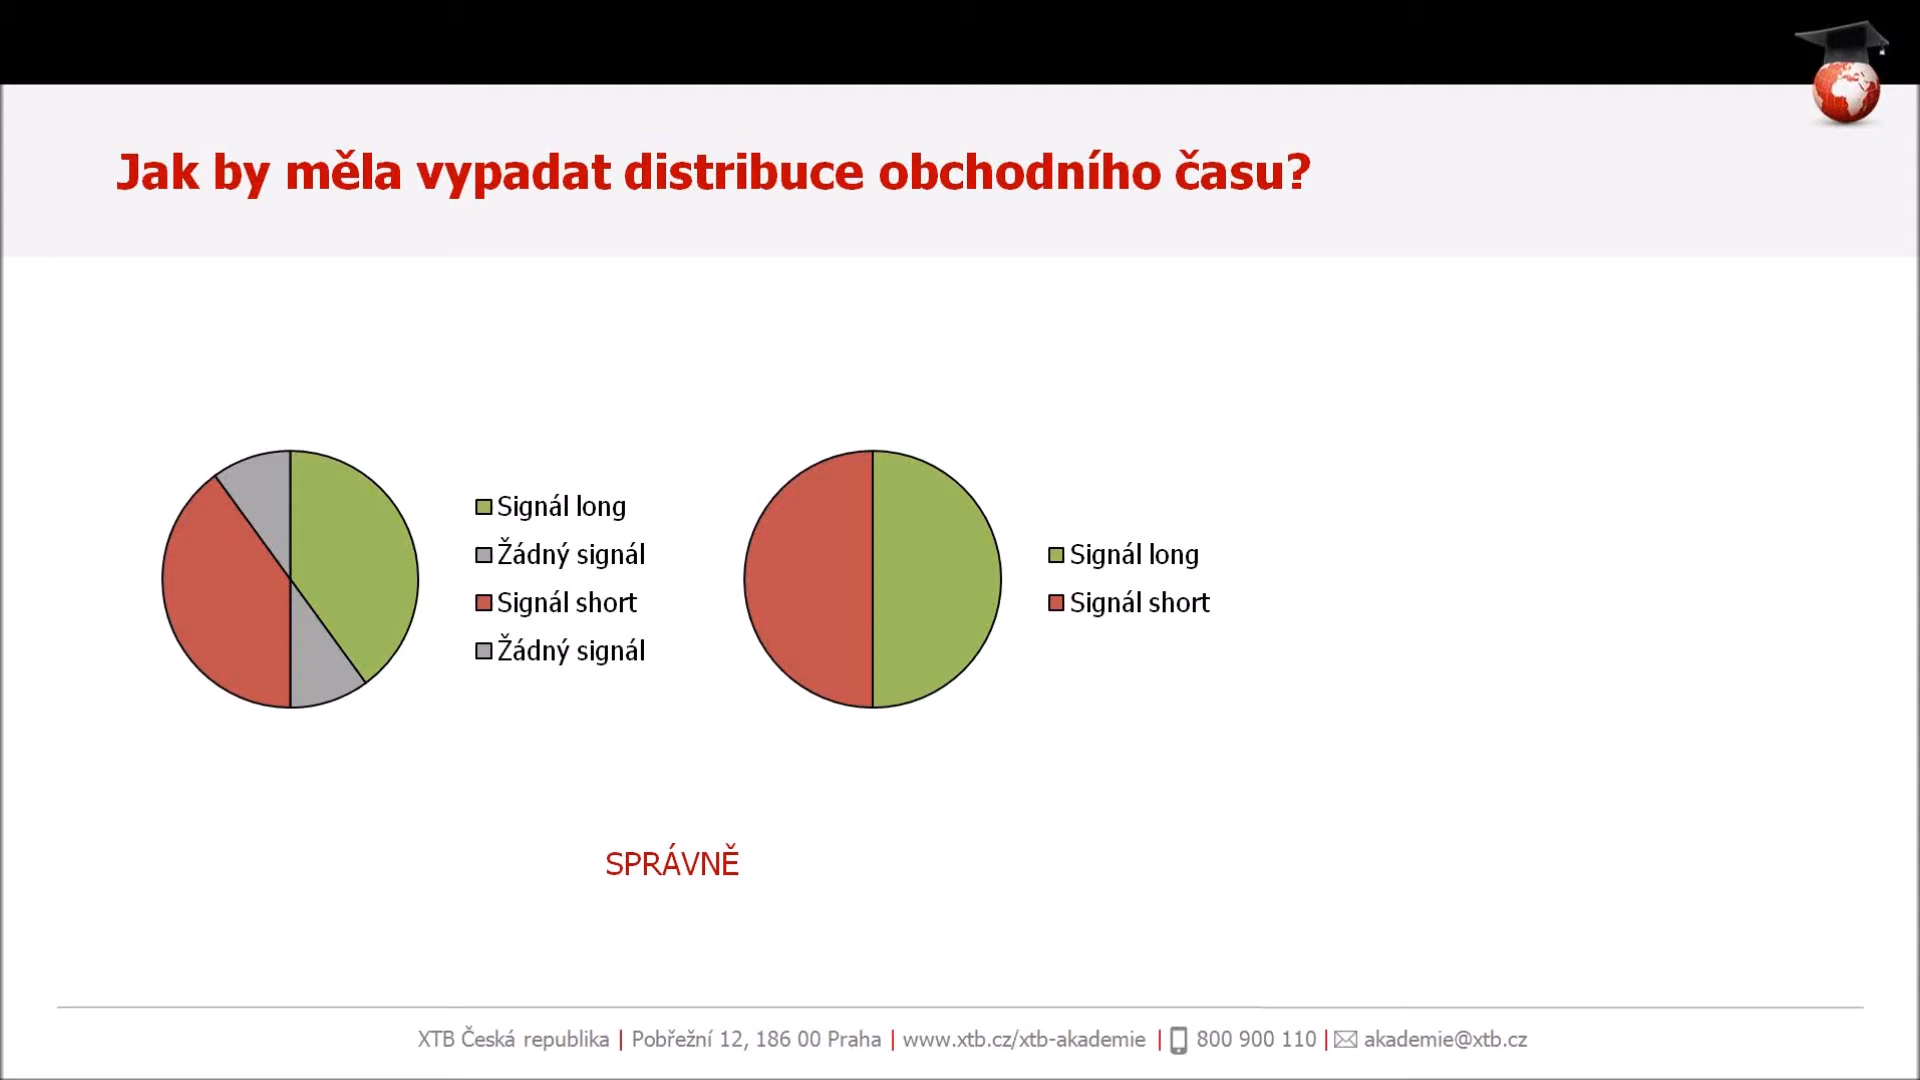 Jak by měla vypadat distribuce obchodního času?
Signál long
Žádný signál
Signál short
Žádný signál
Signál long
Signál short
SPRÁVNĚ
XTB Česká republika | Pobřežní 12, 186 00 Praha | www.xtb.cz/xtb-akademie | 800 900 110 | akademie@xtb.cz